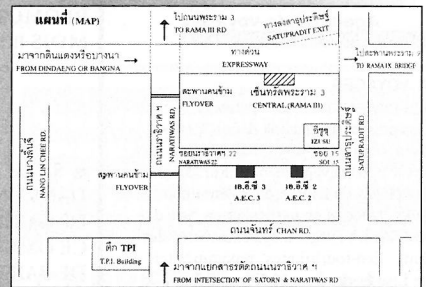 แผนที่ (MAP)
ไปถนนพระราม 3
TO RAMA III RD
ทางลงสาธุประดิษฐ์
SATUPRADIT EXIT
มาจากดินแดงหรือบางนา
FROM DINDAENG OR BANGNA
ทางด่วน
EXPRESSWAY
ไปสะพานพระราม 9
TO RAMA IX BRIDGE
สะพานคนข้าม
FLYOVER
เซ็นทรัลพระราม 3
CENTRAL (RAMA III)
ถนนนางลิ้นจี่
NANG LIN CHEE RD.
ถนนนราธิวาส ฯ
NARATIWAS RD.
อีซูซุ
IZUSU
ถนนสาธุประดิษฐ์
SATUPRADIT RD.
ซอยนราธิวาสฯ 22
NARATIWAS 22
ซอย 15
SOI. 15
สะพานคนข้าม
FLYOVER
เอ.อี.ซี 3
A.E.C. 3
เอ.อี.ซี 2
A.E.C. 2
ถนนจันทร์ CHAN RD.
ตึก TPI
T.P.I. Building
มาจากแยกสาธรตัดถนนนราธิวาส ฯ
FROM INTETSECTION OF SATORN & NARATIWAS RD